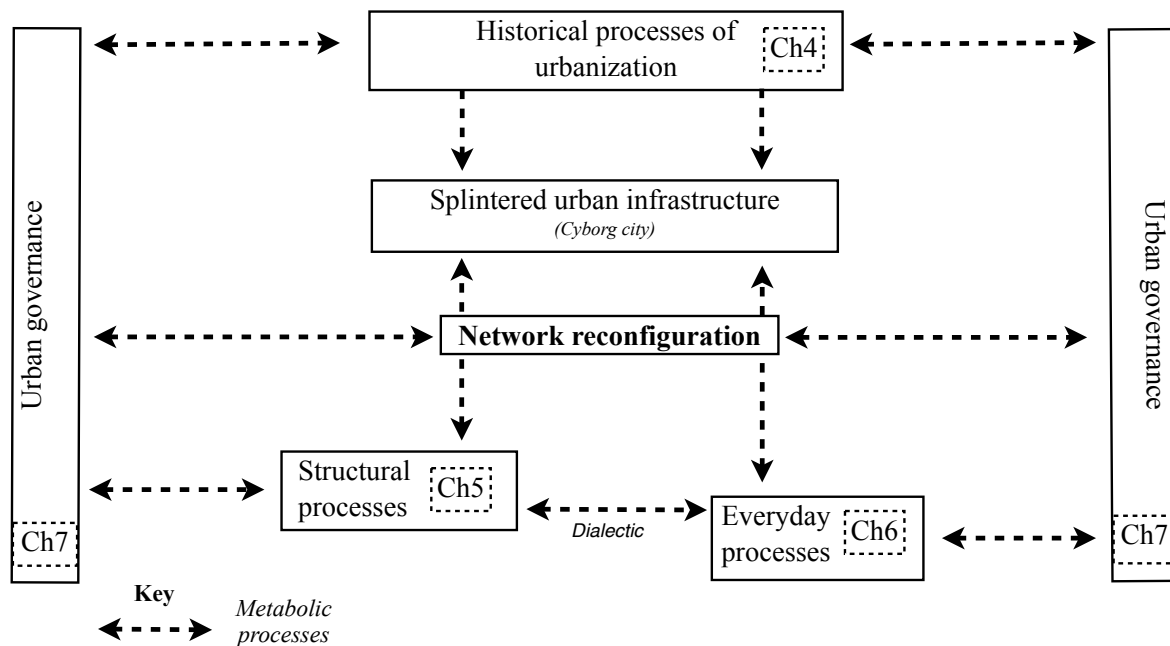 Historical processes of
urbanization
Ch4
Splintered urban infrastructure
(Cyborg city)
Urban governance
Urban governance
Network reconfiguration
Structural
processes
Ch5
Dialectic
Everyday
processes
Ch6
Ch7
Ch7
Key
Metabolic
processes